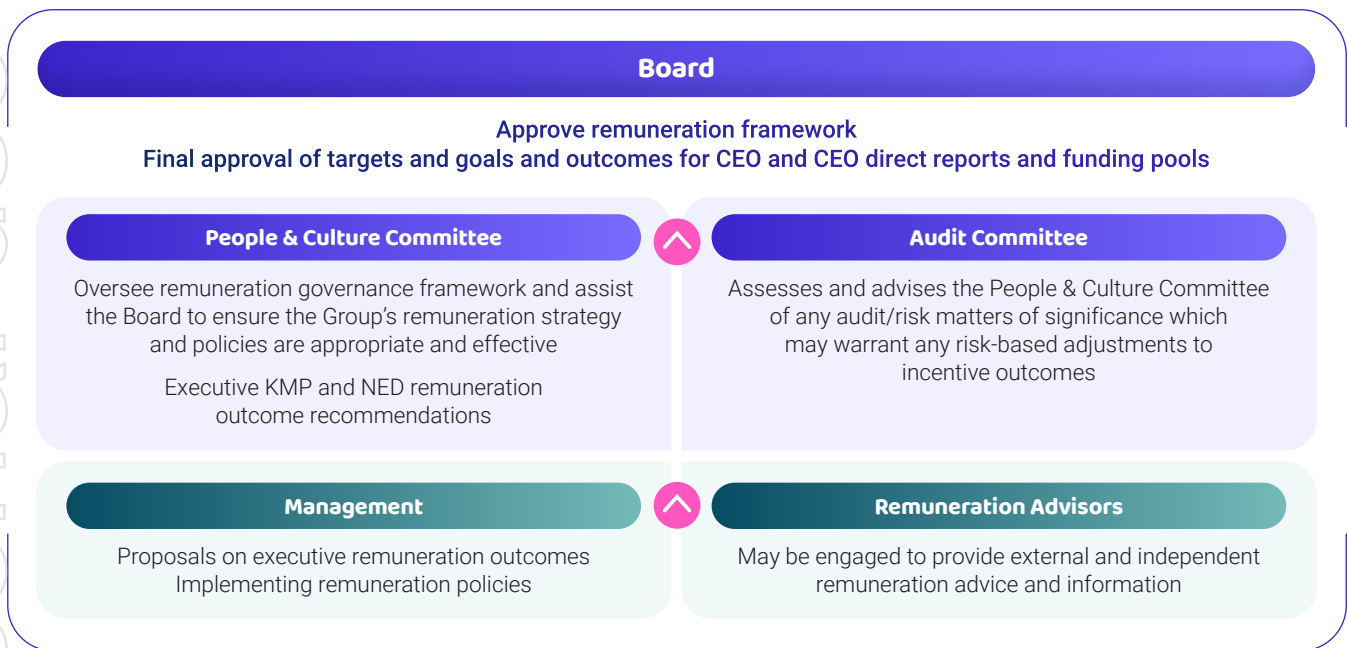 Board
Approve remuneration framework
Final approval of targets and goals and outcomes for CEO and CEO direct reports and funding pools
People & Culture Committee
Oversee remuneration governance framework and assist
the Board to ensure the Group's remuneration strategy
and policies are appropriate and effective
Executive KMP and NED remuneration
outcome recommendations
Audit Committee
Assesses and advises the People & Culture Committee
of any audit/risk matters of significance which
may warrant any risk-based adjustments to
incentive outcomes
Management
Proposals on executive remuneration outcomes
Implementing remuneration policies
Remuneration Advisors
May be engaged to provide external and independent
remuneration advice and information